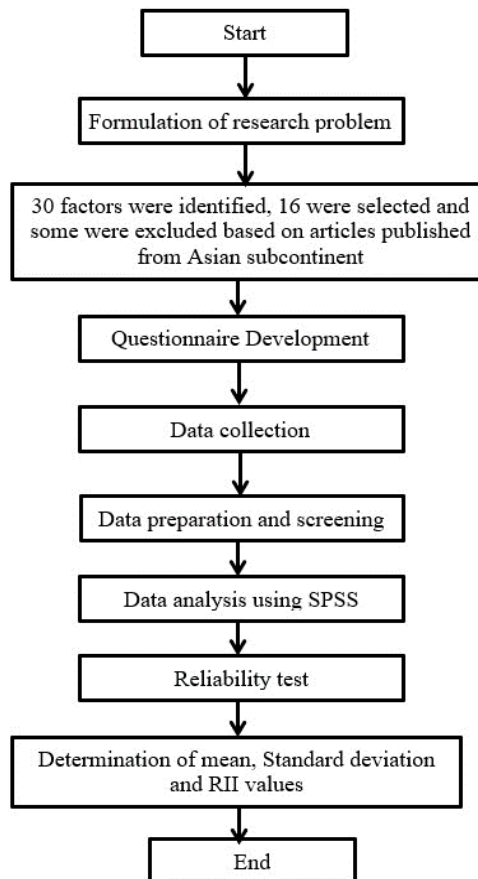 Start
Formulation of research problem
30 factors were identified, 16 were selected and
some were excluded based on articles published
from Asian subcontinent
Questionnaire Development
Data collection
Data preparation and screening
Data analysis using SPSS
Reliability test
Determination of mean, Standard deviation
and RII values
End